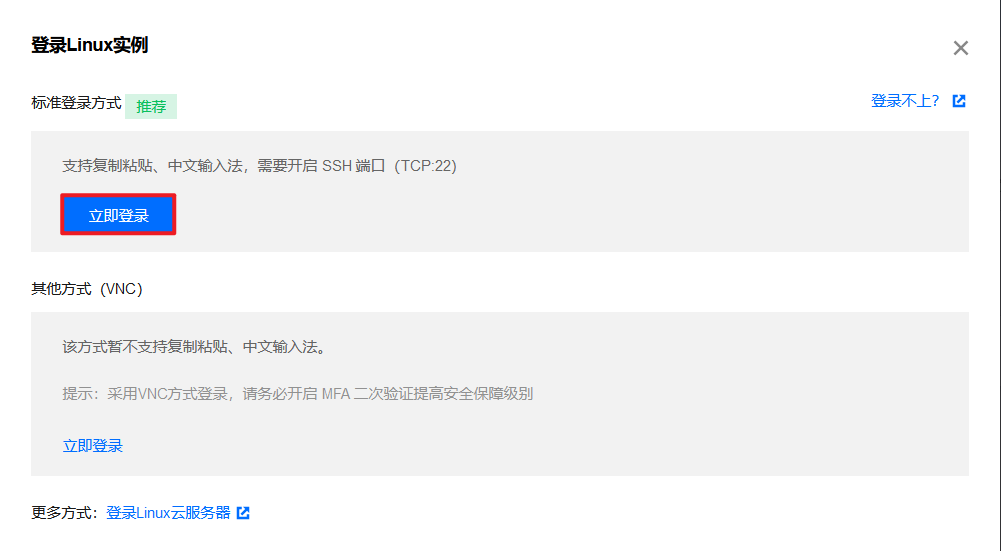 登录Linux实例
标准登录方式 推荐 登录不上?
支持复制粘贴、中文输入法，需要开启 SSH 端口（TCP:22）
立即登录
其他方式（VNC）
该方式暂不支持复制粘贴、中文输入法。
提示：采用VNC方式登录，请务必开启 MFA 二次验证提高安全保障级别
立即登录
更多方式：登录Linux云服务器